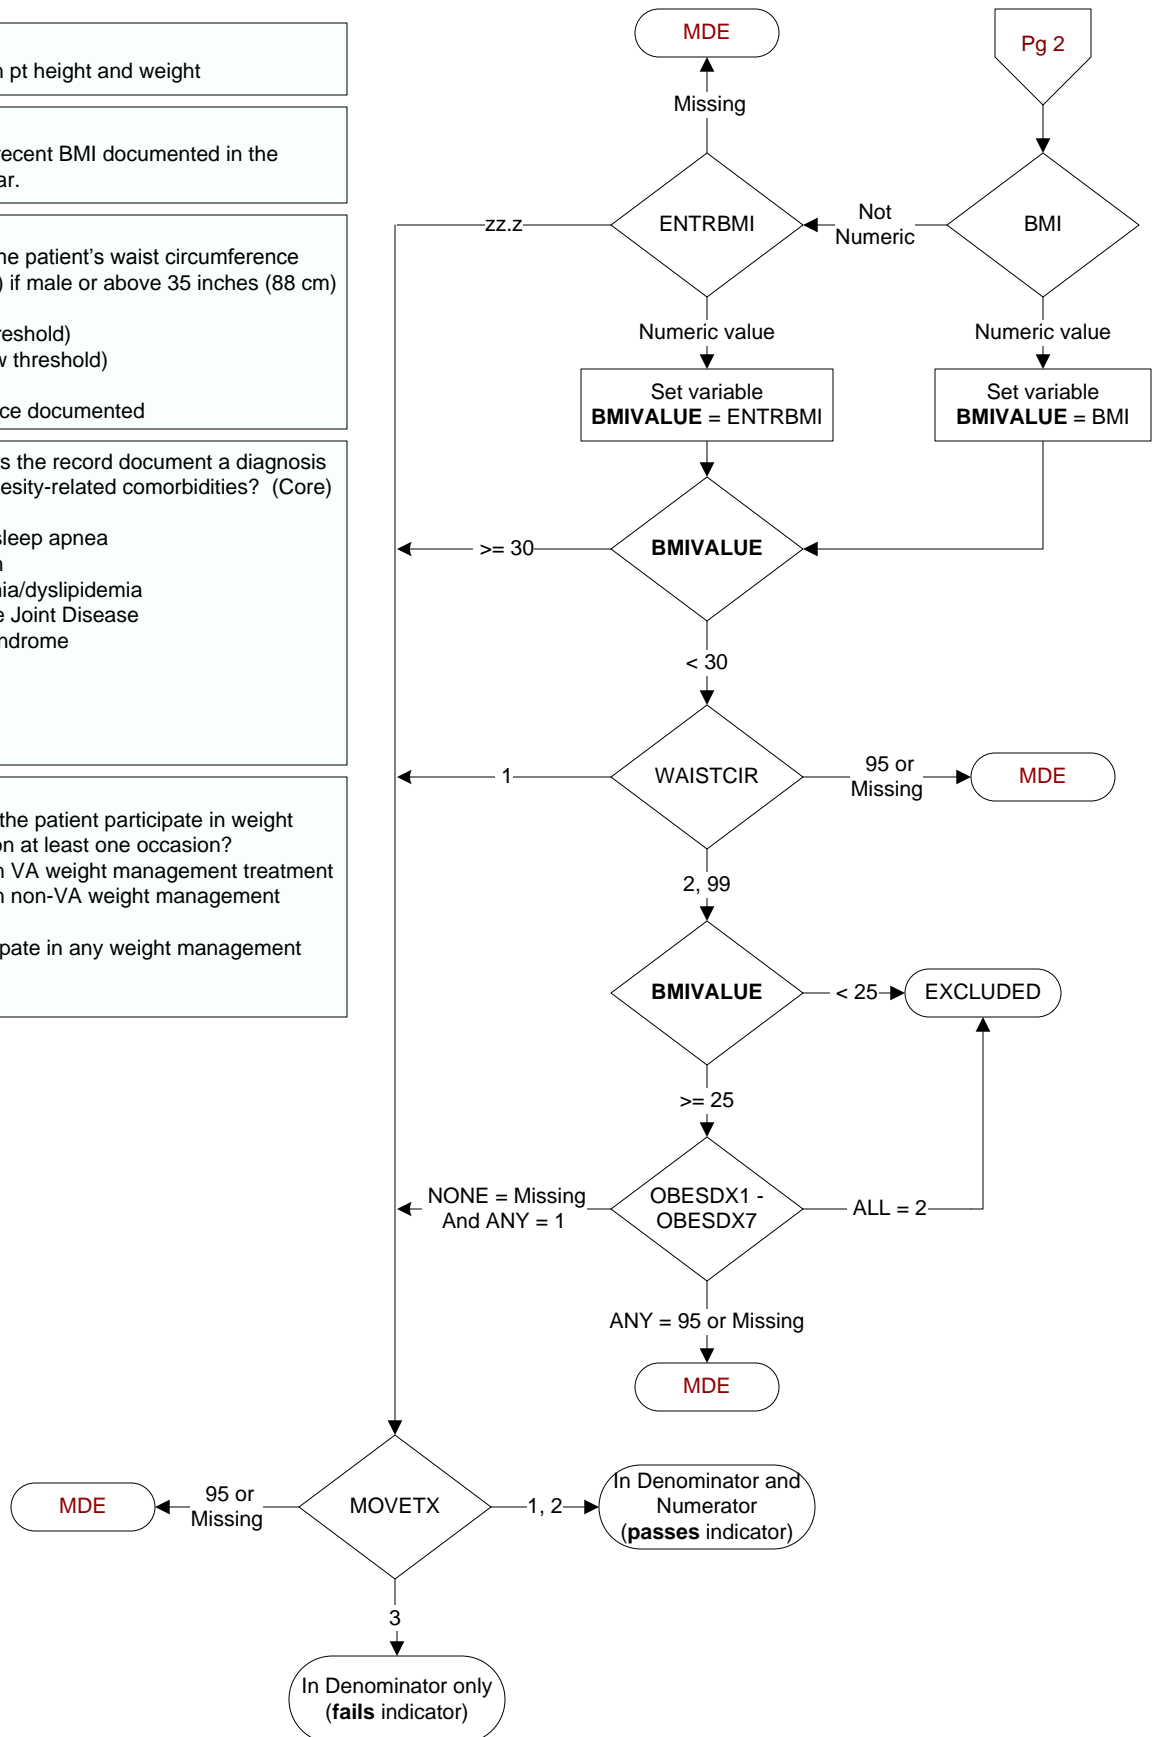 n pt height and weight
recent BMI documented in the
ar.
he patient's waist circumference
) if male or above 35 inches (88 cm)
reshold)
w threshold)
ce documented
s the record document a diagnosis
esity-related comorbidities?  (Core)
sleep apnea
n
nia/dyslipidemia
e Joint Disease
ndrome
the patient participate in weight
on at least one occasion?
n VA weight management treatment
n non-VA weight management
pate in any weight management
MDE
Pg 2
Missing
zz.z
ENTRBMI
Not
Numeric
BMI
Numeric value
Numeric value
Set variable
BMIVALUE = ENTRBMI
Set variable
BMIVALUE = BMI
>= 30
BMIVALUE
< 30
1
WAISTCIR
95 or
Missing
MDE
2, 99
BMIVALUE
< 25
EXCLUDED
>= 25
NONE = Missing
And ANY = 1
OBESDX1 -
OBESDX7
ALL = 2
ANY = 95 or Missing
MDE
MDE
95 or
Missing
MOVETX
1, 2
In Denominator and
Numerator
(passes indicator)
3
In Denominator only
(fails indicator)